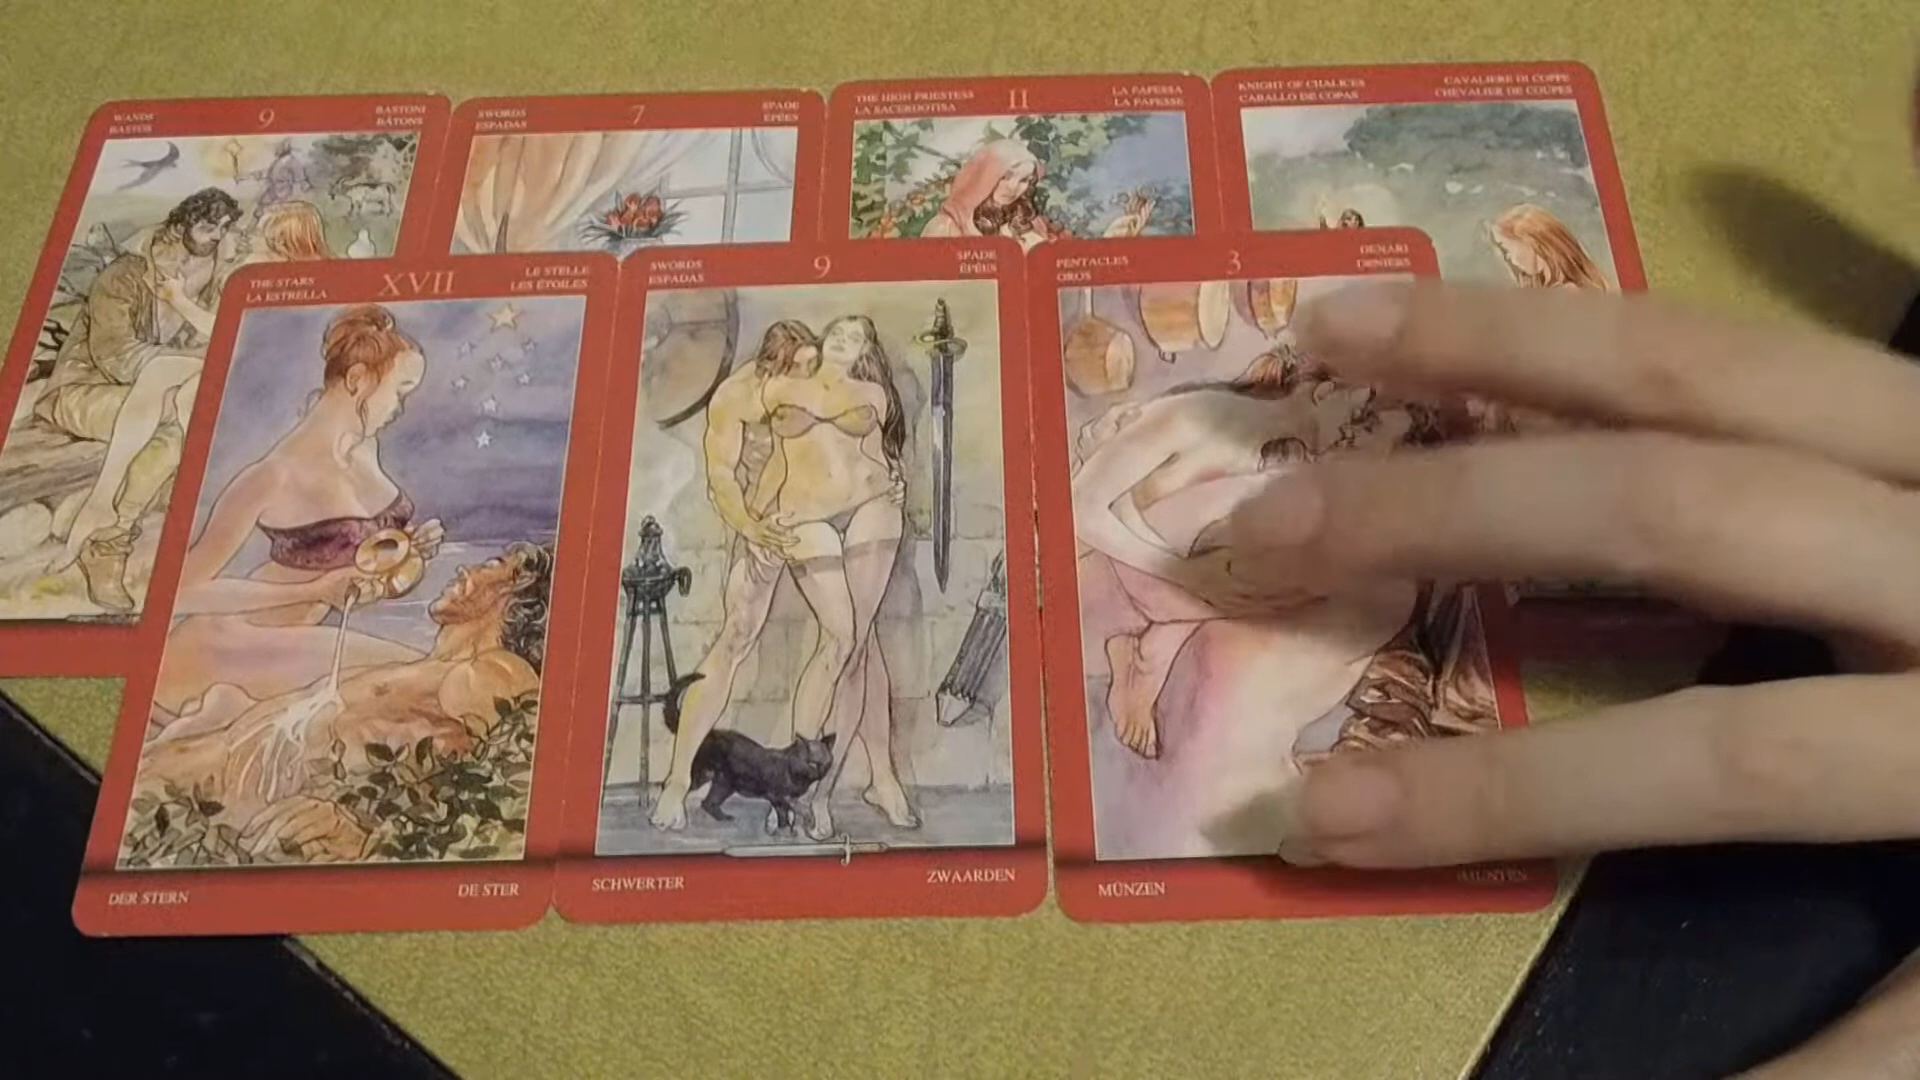 WANDS
BASTOS
9
BASTONI
BÂTONS
SWORDS
ESPADAS
7
SPADE
ÉPÉES
THE HIGH PRIESTESS
LA SACERDOTISA
II
LA PAPESSA
LA PAPESSE
KNIGHT OF CHALICES
CABALLO DE COPAS
CAVALIERE DI COPPE
CHEVALIER DE COUPES
THE STARS
LA ESTRELLA
XVII
LE STELLE
LES ÉTOILES
SWORDS
ESPADAS
9
SPADE
ÉPÉES
PENTACLES
OROS
3
DENARI
DENIERS
DER STERN
DE STER
SCHWERTER
ZWAARDEN
MÜNZEN